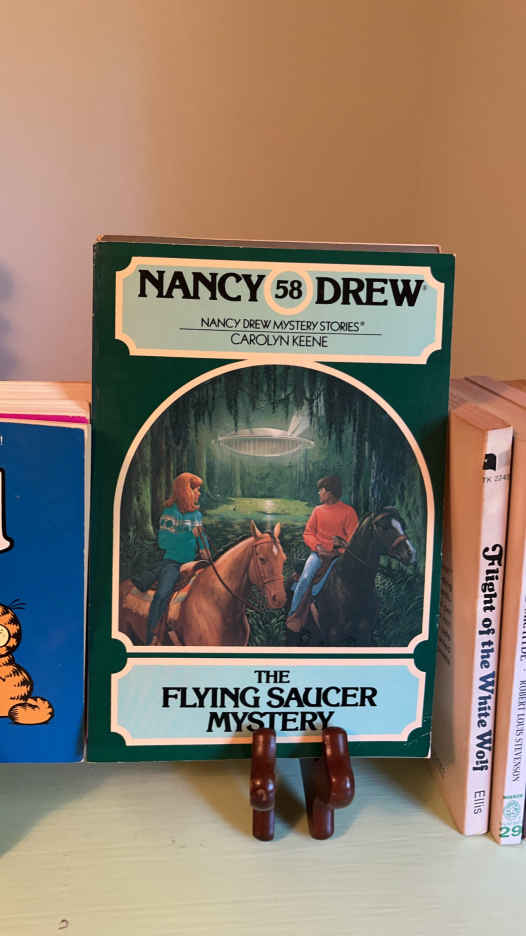 NANCY 58 DREW®
NANCY DREW MYSTERY STORIES®
CAROLYN KEENE
THE
FLYING SAUCER
MYSTERY
Flight of the White Wolf
Ellis
ROBERT LOUIS STEVENSON
29